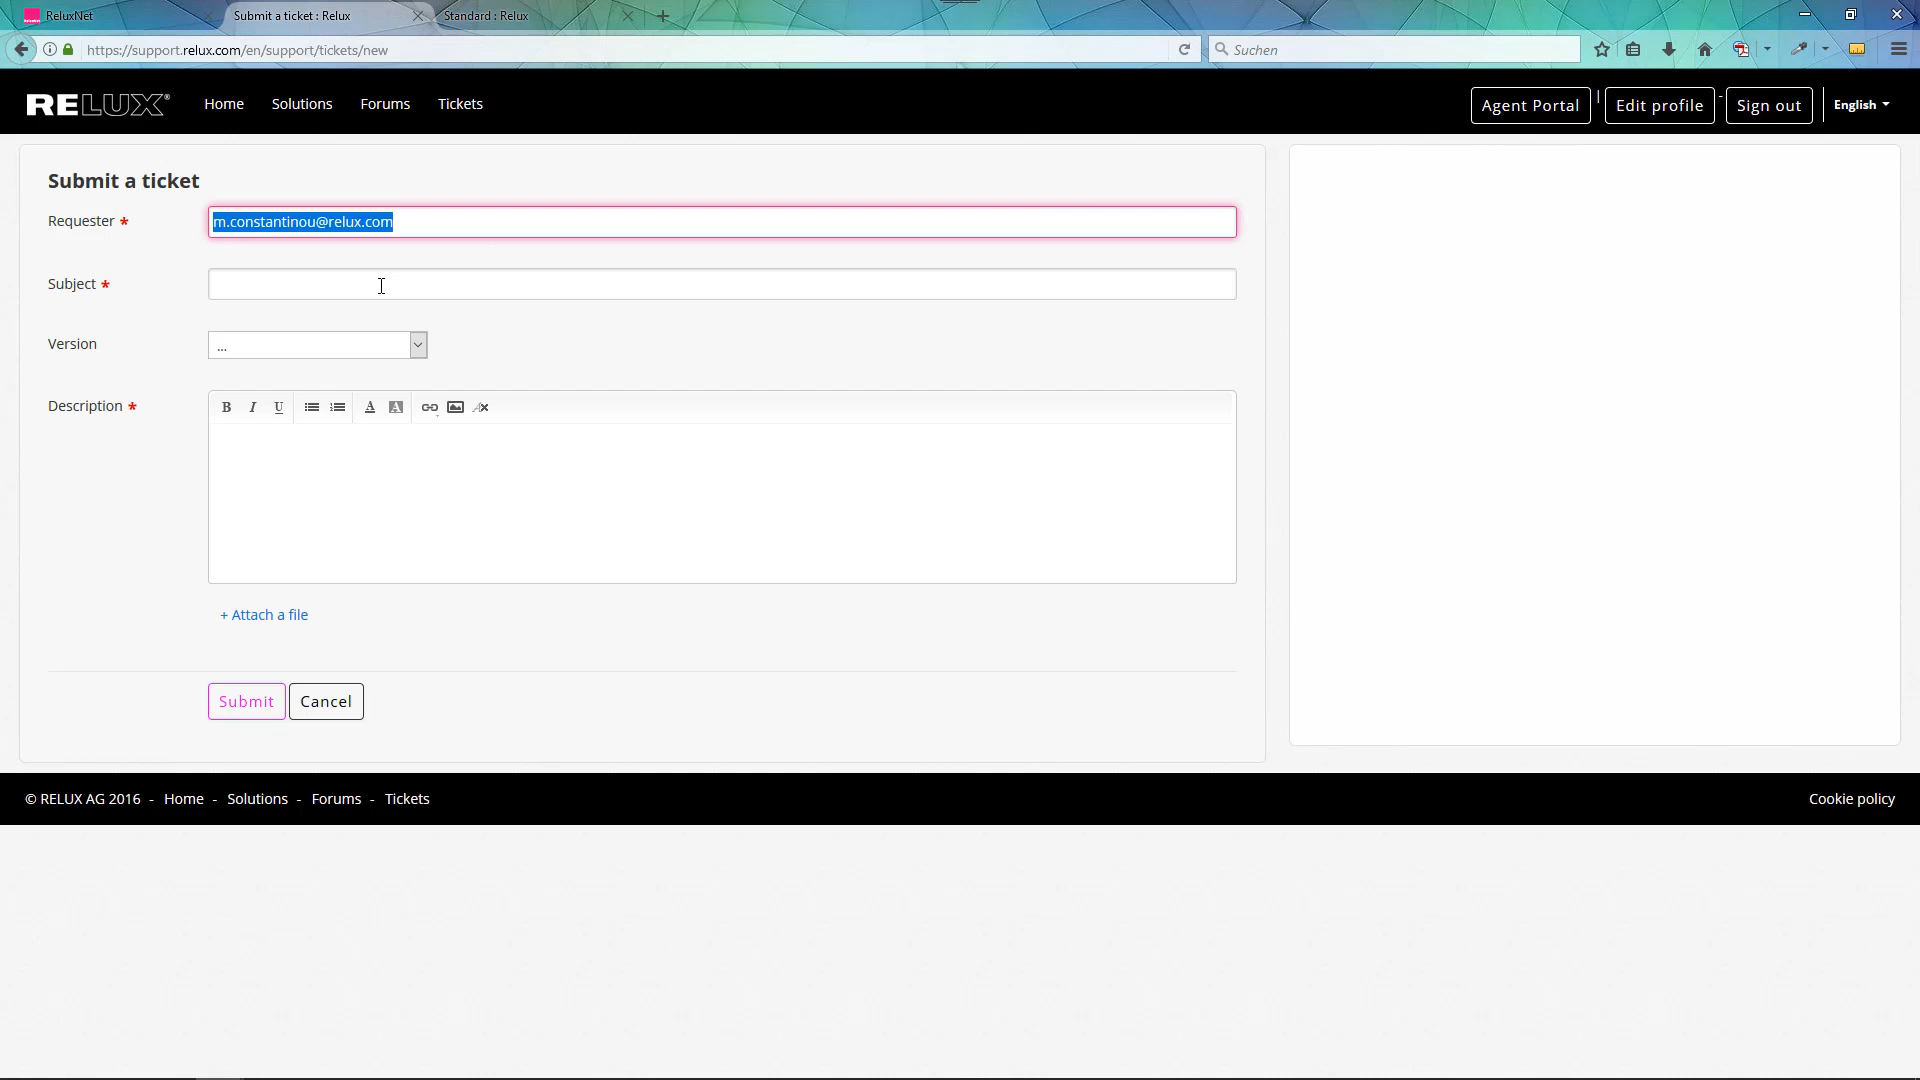 ReluxNet
Submit a ticket : Relux
Standard : Relux
https://support.relux.com/en/support/tickets/new
Suchen
RELUX®
Home
Solutions
Forums
Tickets
Agent Portal
|
Edit profile
-
Sign out
English
Submit a ticket
Requester *
m.constantinou@relux.com
Subject *
Version
...
Description *
B I U
+ Attach a file
Submit
Cancel
© RELUX AG 2016 - Home - Solutions - Forums - Tickets
Cookie policy